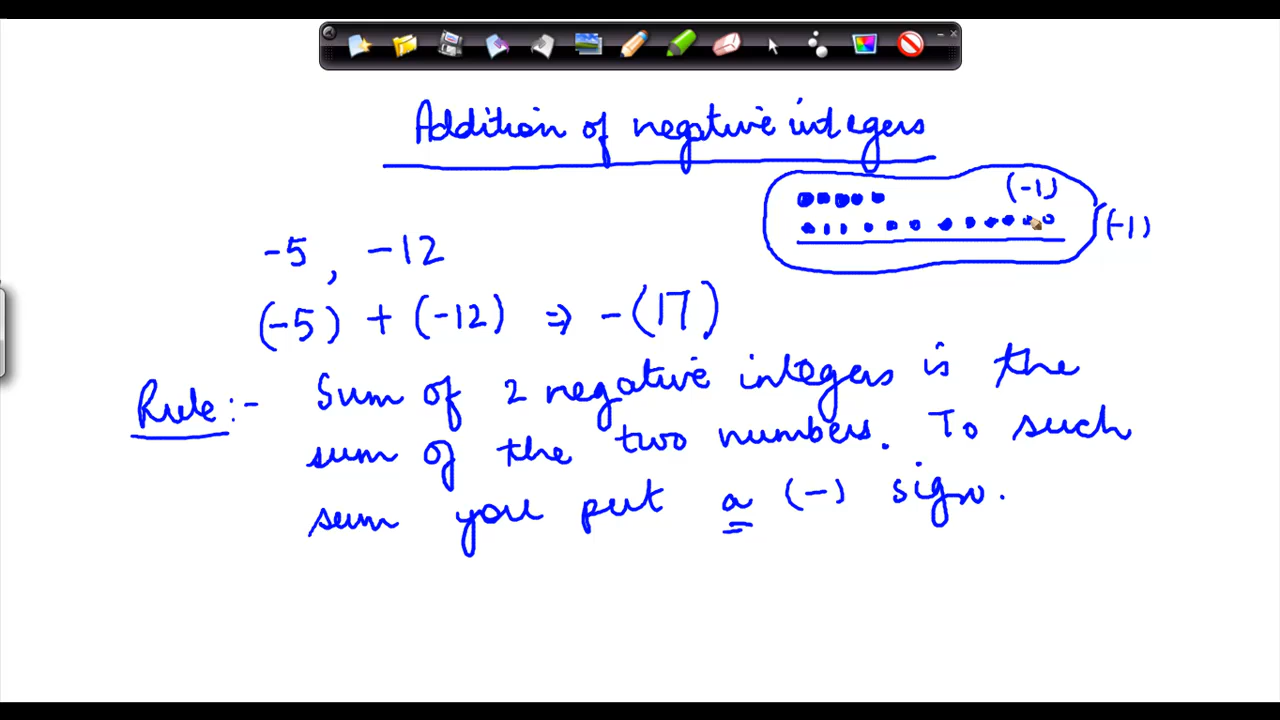 Addition of negative integers
(-1)
(-1)
-5, -12
(-5) + (-12) ⇒ -(17)
Rule:- Sum of 2 negative integers is the
sum of the two numbers. To such
sum you put a (-) sign.